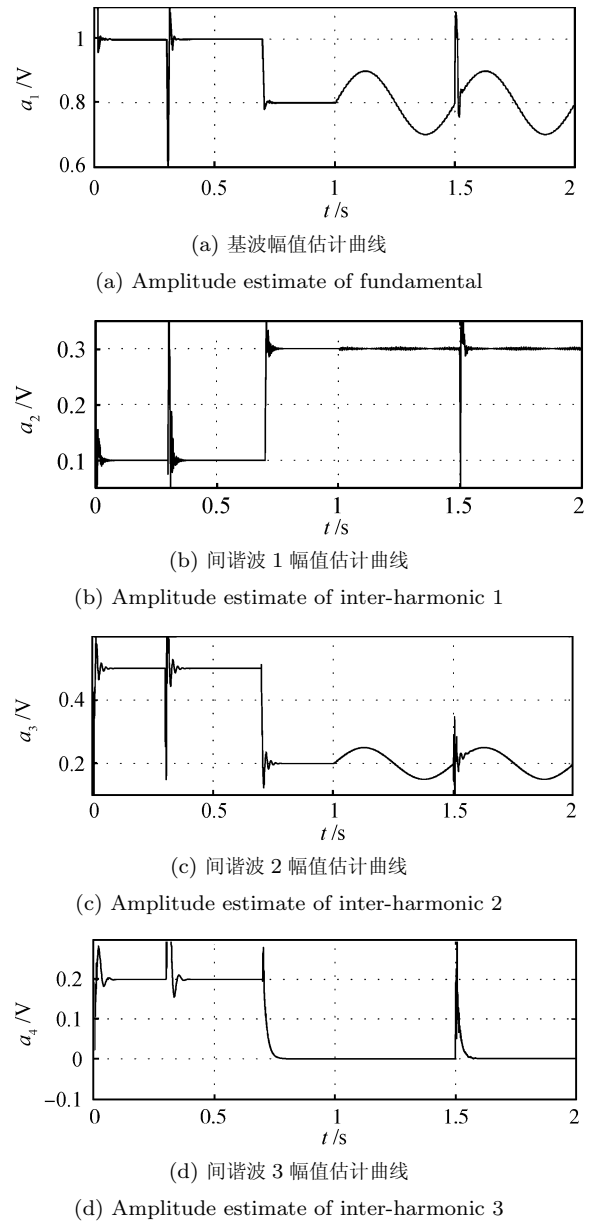 1
0.8
0.6
a₁/V
0 0.5 1 1.5 2
t/s
(a) 基波幅值估计曲线
(a) Amplitude estimate of fundamental
0.3
0.2
0.1
a₂/V
0 0.5 1 1.5 2
t/s
(b) 间谐波 1 幅值估计曲线
(b) Amplitude estimate of inter-harmonic 1
0.4
0.2
a₃/V
0 0.5 1 1.5 2
t/s
(c) 间谐波 2 幅值估计曲线
(c) Amplitude estimate of inter-harmonic 2
0.2
0.1
0
−0.1
a₄/V
0 0.5 1 1.5 2
t/s
(d) 间谐波 3 幅值估计曲线
(d) Amplitude estimate of inter-harmonic 3